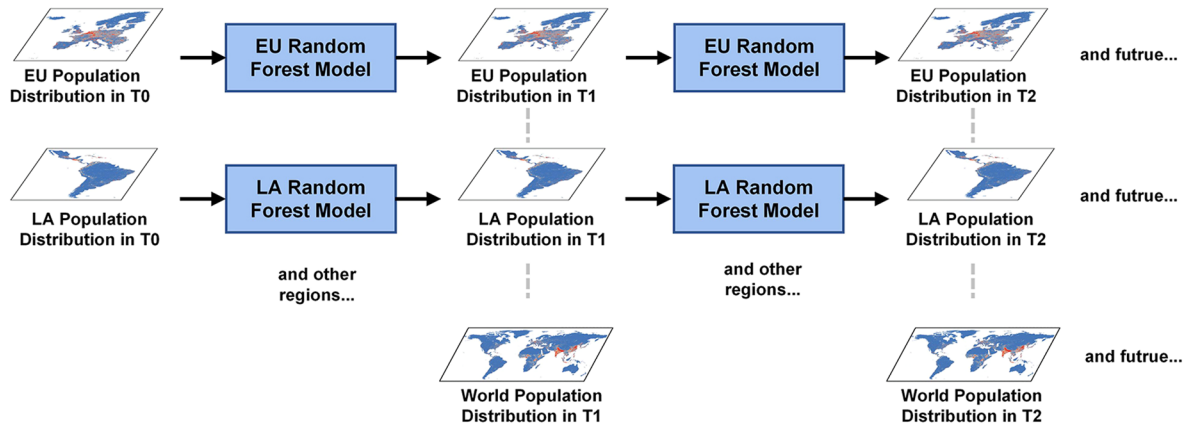 EU Random
Forest Model
EU Random
Forest Model
and futrue...
EU Population
Distribution in T0
EU Population
Distribution in T1
EU Population
Distribution in T2
LA Random
Forest Model
LA Random
Forest Model
and futrue...
LA Population
Distribution in T0
LA Population
Distribution in T1
LA Population
Distribution in T2
and other
regions...
and other
regions...
and futrue...
World Population
Distribution in T1
World Population
Distribution in T2